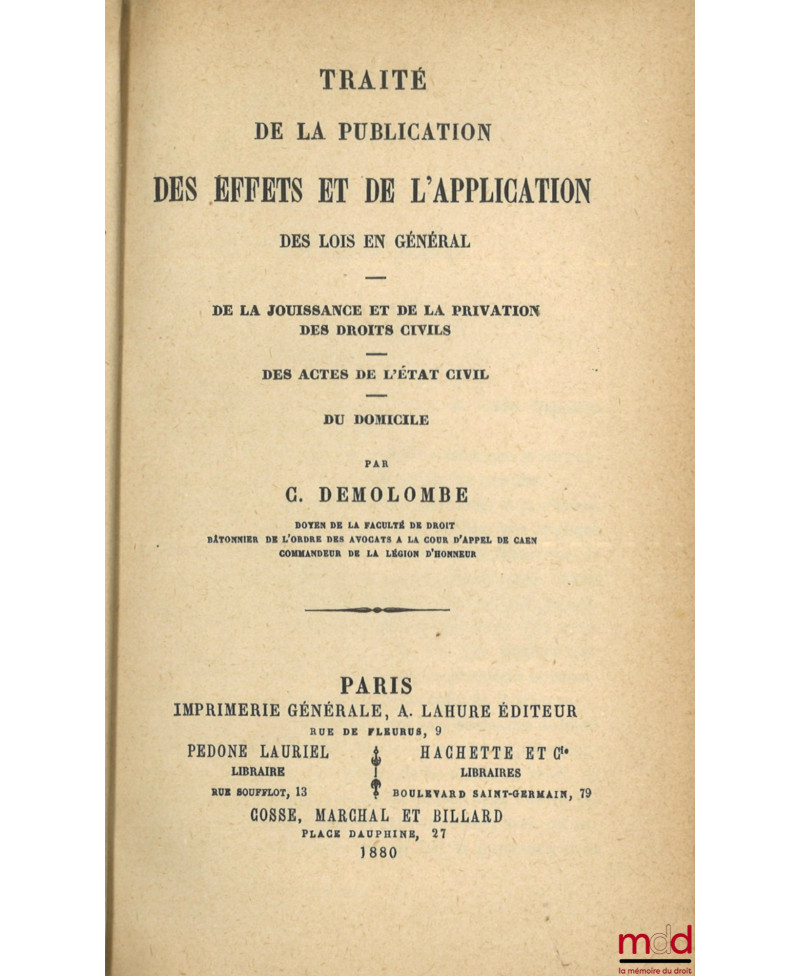 TRAITÉ
DE LA PUBLICATION
DES EFFETS ET DE L'APPLICATION
DES LOIS EN GÉNÉRAL
DE LA JOUISSANCE ET DE LA PRIVATION
DES DROITS CIVILS
DES ACTES DE L'ÉTAT CIVIL
DU DOMICILE
PAR
C. DEMOLOMBE
DOYEN DE LA FACULTÉ DE DROIT
BÂTONNIER DE L'ORDRE DES AVOCATS A LA COUR D'APPEL DE CAEN
COMMANDEUR DE LA LÉGION D'HONNEUR
PARIS
IMPRIMERIE GÉNÉRALE, A. LAHURE ÉDITEUR
RUE DE FLEURUS, 9
PEDONE LAURIEL
LIBRAIRE
RUE SOUFFLOT, 13
HACHETTE ET Cie
LIBRAIRES
BOULEVARD SAINT-GERMAIN, 79
COSSE, MARCHAL ET BILLARD
PLACE DAUPHINE, 27
1880
mdd
la mémoire du droit